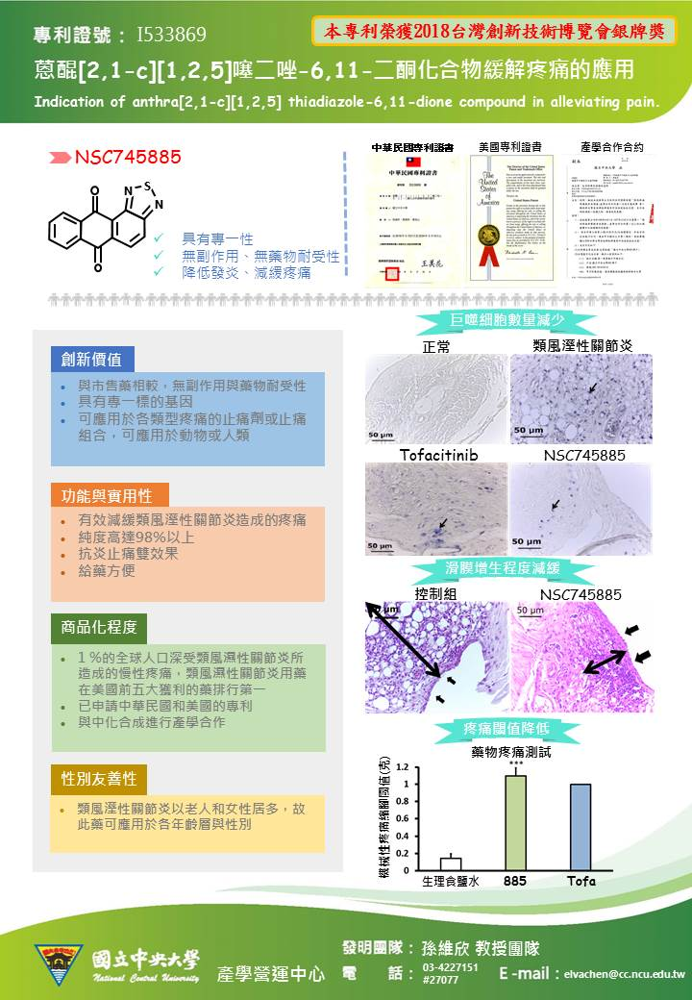 專利證號： I533869
本專利榮獲2018台灣創新技術博覽會銀牌獎
蒽醌[2,1-c][1,2,5]噻二唑-6,11-二酮化合物緩解疼痛的應用
Indication of anthra[2,1-c][1,2,5] thiadiazole-6,11-dione compound in alleviating pain.
NSC745885
O
N
S
N
O
具有專一性
無副作用、無藥物耐受性
降低發炎、減緩疼痛
中華民國專利證書
美國專利證書
產學合作合約
中華民國專利證書
The United States of America
創新價值
與市售藥相較，無副作用與藥物耐受性
具有專一標的基因
可應用於各類型疼痛的止痛劑或止痛
組合，可應用於動物或人類
功能與實用性
有效減緩類風溼性關節炎造成的疼痛
純度高達98%以上
抗炎止痛雙效果
給藥方便
商品化程度
1％的全球人口深受類風濕性關節炎所
造成的慢性疼痛，類風濕性關節炎用藥
在美國前五大獲利的藥排行第一
已申請中華民國和美國的專利
與中化合成進行產學合作
性別友善性
類風溼性關節炎以老人和女性居多，故
此藥可應用於各年齡層與性別
巨噬細胞數量減少
正常
類風溼性關節炎
50 μm
50 μm
Tofacitinib
NSC745885
50 μm
50 μm
滑膜增生程度減緩
控制組
NSC745885
50 μm
疼痛閾值降低
藥物疼痛測試
機械性疼痛縮腳閾值(克)
1.2
1
0.8
0.6
0.4
0.2
0
***
生理食鹽水
885
Tofa
國立中央大學
National Central University
產學營運中心
發明團隊： 孫維欣 教授團隊
電 話： 03-4227151
#27077
E -mail： elvachen@cc.ncu.edu.tw